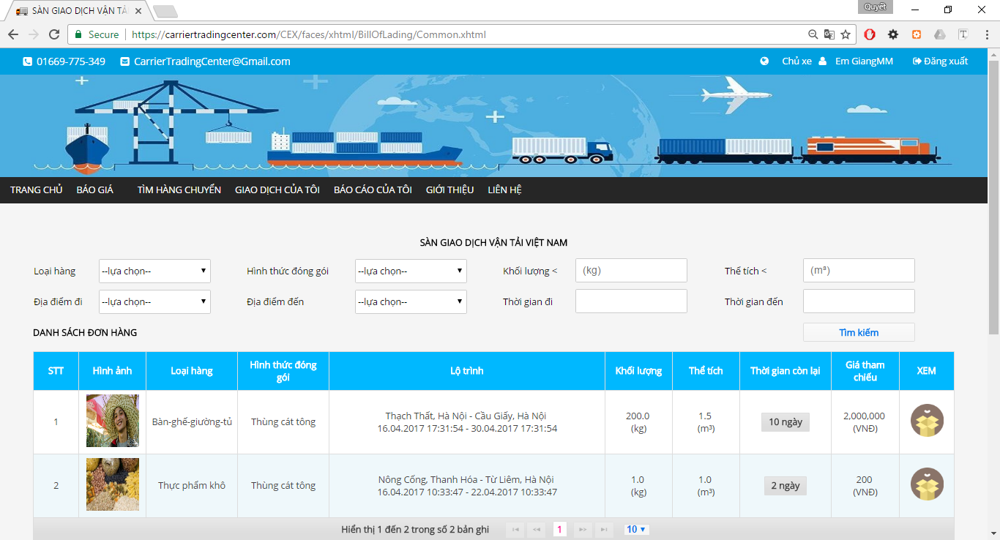 SÀN GIAO DỊCH VẬN TẢI
Quyết
Secure https://carriertradingcenter.com/CEX/faces/xhtml/BillOfLading/Common.xhtml
01669-775-349 CarrierTradingCenter@Gmail.com Chủ xe Em GiangMM Đăng xuất
TRANG CHỦ BÁO GIÁ TÌM HÀNG CHUYỂN GIAO DỊCH CỦA TÔI BÁO CÁO CỦA TÔI GIỚI THIỆU LIÊN HỆ
SÀN GIAO DỊCH VẬN TẢI VIỆT NAM
Loại hàng --lựa chọn-- Hình thức đóng gói --lựa chọn-- Khối lượng < (kg) Thể tích < (m³)
Địa điểm đi --lựa chọn-- Địa điểm đến --lựa chọn-- Thời gian đi Thời gian đến
DANH SÁCH ĐƠN HÀNG Tìm kiếm
STT Hình ảnh Loại hàng Hình thức đóng gói Lộ trình Khối lượng Thể tích Thời gian còn lại Giá tham chiếu XEM
1 Bàn-ghế-giường-tủ Thùng cát tông Thạch Thất, Hà Nội - Cầu Giấy, Hà Nội 200.0 1.5 10 ngày 2,000,000
16.04.2017 17:31:54 - 30.04.2017 17:31:54 (kg) (m³) (VNĐ)
2 Thực phẩm khô Thùng cát tông Nông Cống, Thanh Hóa - Từ Liêm, Hà Nội 1.0 1.0 2 ngày 200
16.04.2017 10:33:47 - 22.04.2017 10:33:47 (kg) (m³) (VNĐ)
Hiển thị 1 đến 2 trong số 2 bản ghi 1 10